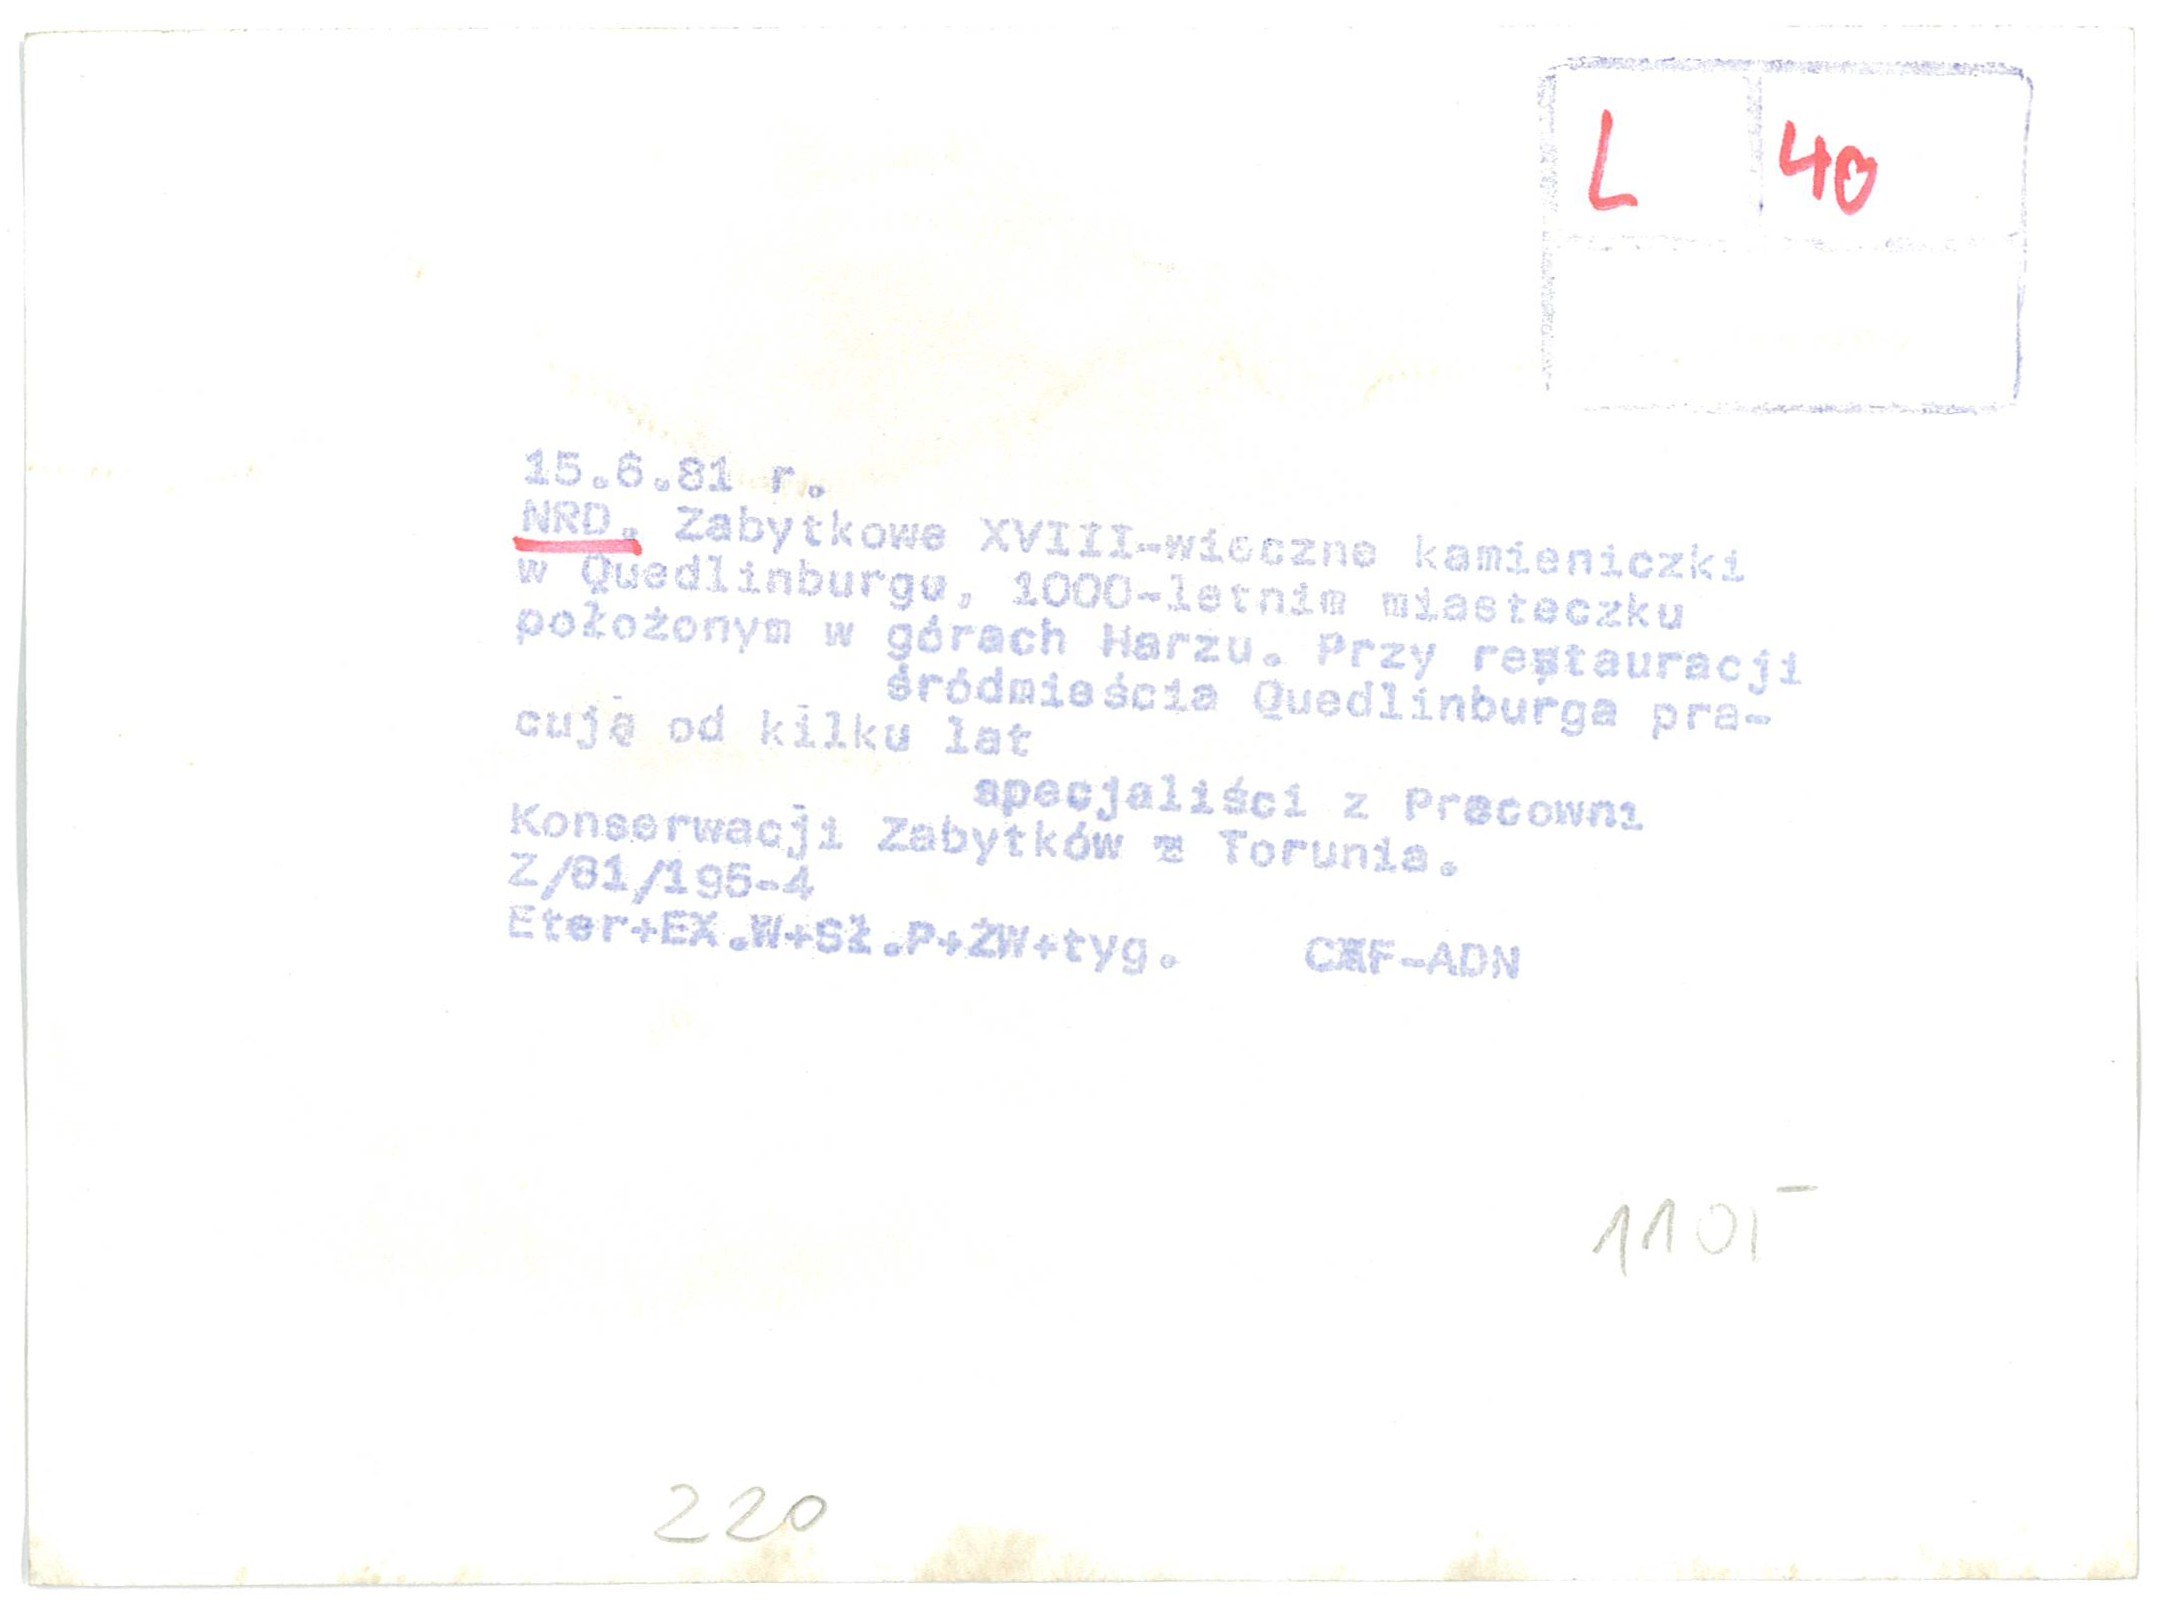 L 40
15.6.81 r.
NRD. Zabytkowe XVIII-wieczne kamieniczki
w Quedlinburgu, 1000-letnim miasteczku
położonym w górach Harzu. Przy restauracji
śródmieścia Quedlinburga pra-
cują od kilku lat
specjaliści z Pracowni
Konserwacji Zabytków z Torunia.
Z/81/195-4
Eter+EX.W+Sł.P+ŻW+tyg. CAF-ADN
220